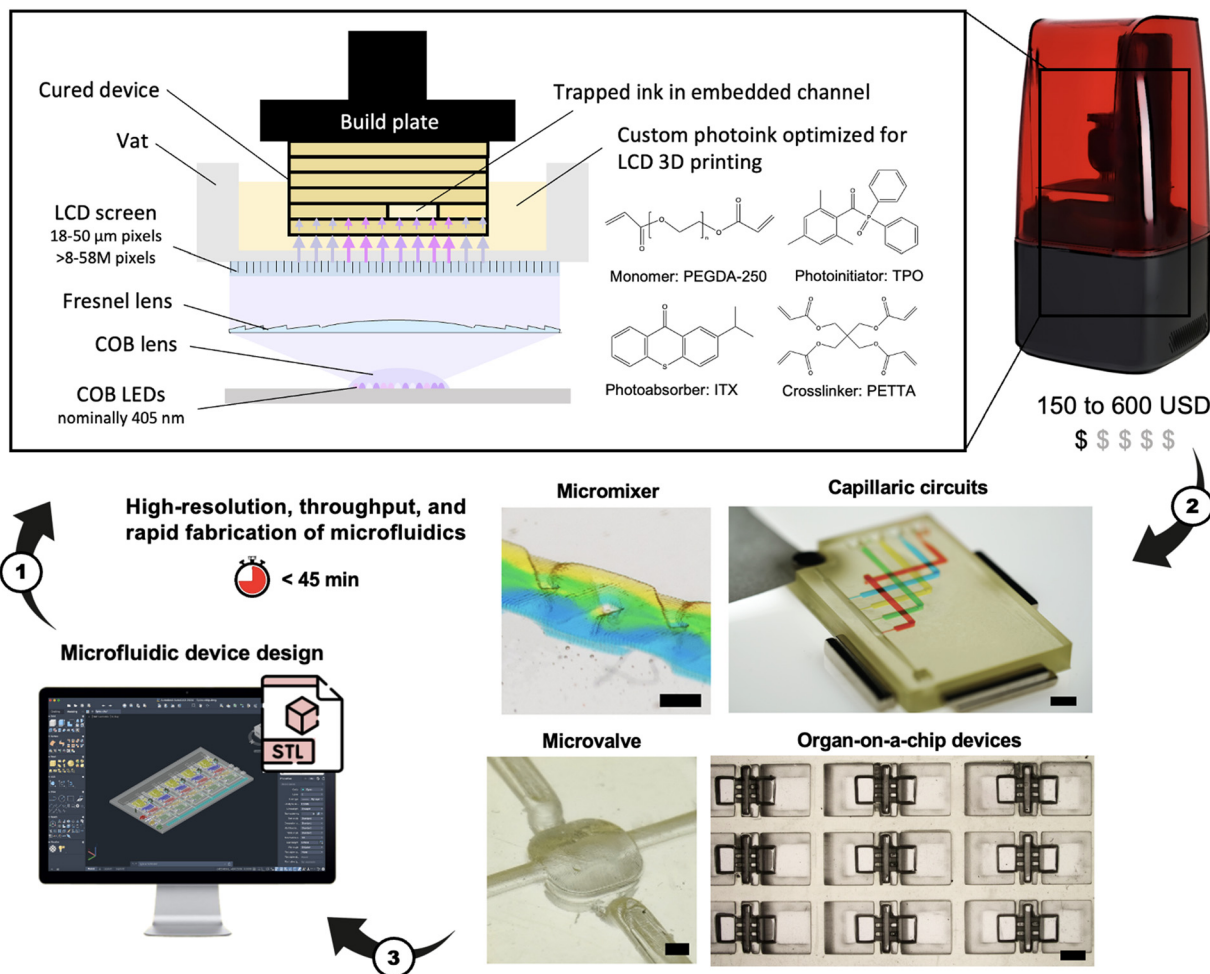 Cured device
Vat
LCD screen
18-50 µm pixels
>8-58M pixels
Fresnel lens
COB lens
COB LEDs
nominally 405 nm
Build plate
Trapped ink in embedded channel
Custom photoink optimized for
LCD 3D printing
O
O
n
O
O
Monomer: PEGDA-250
O
P
O
Photoinitiator: TPO
O
S
Photoabsorber: ITX
O
O
O
O
O
O
O
O
Crosslinker: PETTA
150 to 600 USD
$ $ $ $ $
1
High-resolution, throughput, and
rapid fabrication of microfluidics
< 45 min
Microfluidic device design
STL
Micromixer
Capillaric circuits
2
Microvalve
Organ-on-a-chip devices
3